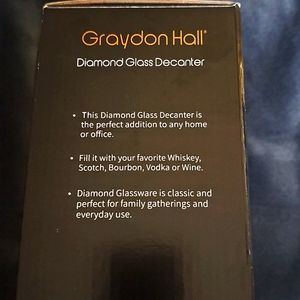 Graydon Hall®
Diamond Glass Decanter
• This Diamond Glass Decanter is
the perfect addition to any home
or office.
• Fill it with your favorite Whiskey,
Scotch, Bourbon, Vodka or Wine.
• Diamond Glassware is classic and
perfect for family gatherings and
everyday use.